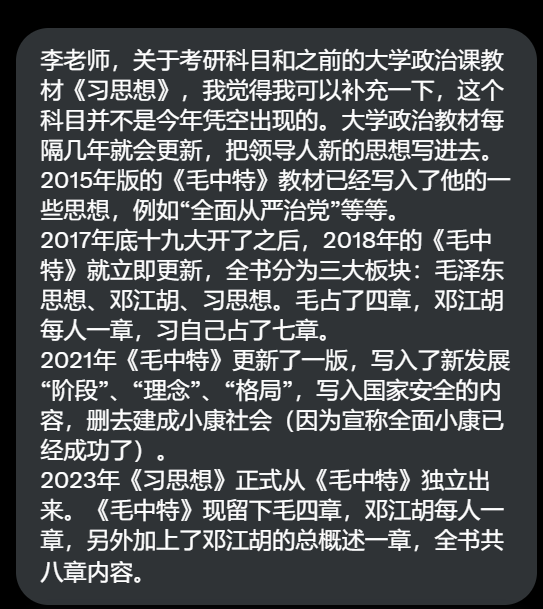 李老师，关于考研科目和之前的大学政治课教
材《习思想》，我觉得我可以补充一下，这个
科目并不是今年凭空出现的。大学政治教材每
隔几年就会更新，把领导人新的思想写进去。
2015年版的《毛中特》教材已经写入了他的一
些思想，例如“全面从严治党”等等。
2017年底十九大开了之后，2018年的《毛中
特》就立即更新，全书分为三大板块：毛泽东
思想、邓江胡、习思想。毛占了四章，邓江胡
每人一章，习自己占了七章。
2021年《毛中特》更新了一版，写入了新发展
“阶段”、“理念”、“格局”，写入国家安全的内
容，删去建成小康社会（因为宣称全面小康已
经成功了）。
2023年《习思想》正式从《毛中特》独立出
来。《毛中特》现留下毛四章，邓江胡每人一
章，另外加上了邓江胡的总概述一章，全书共
八章内容。